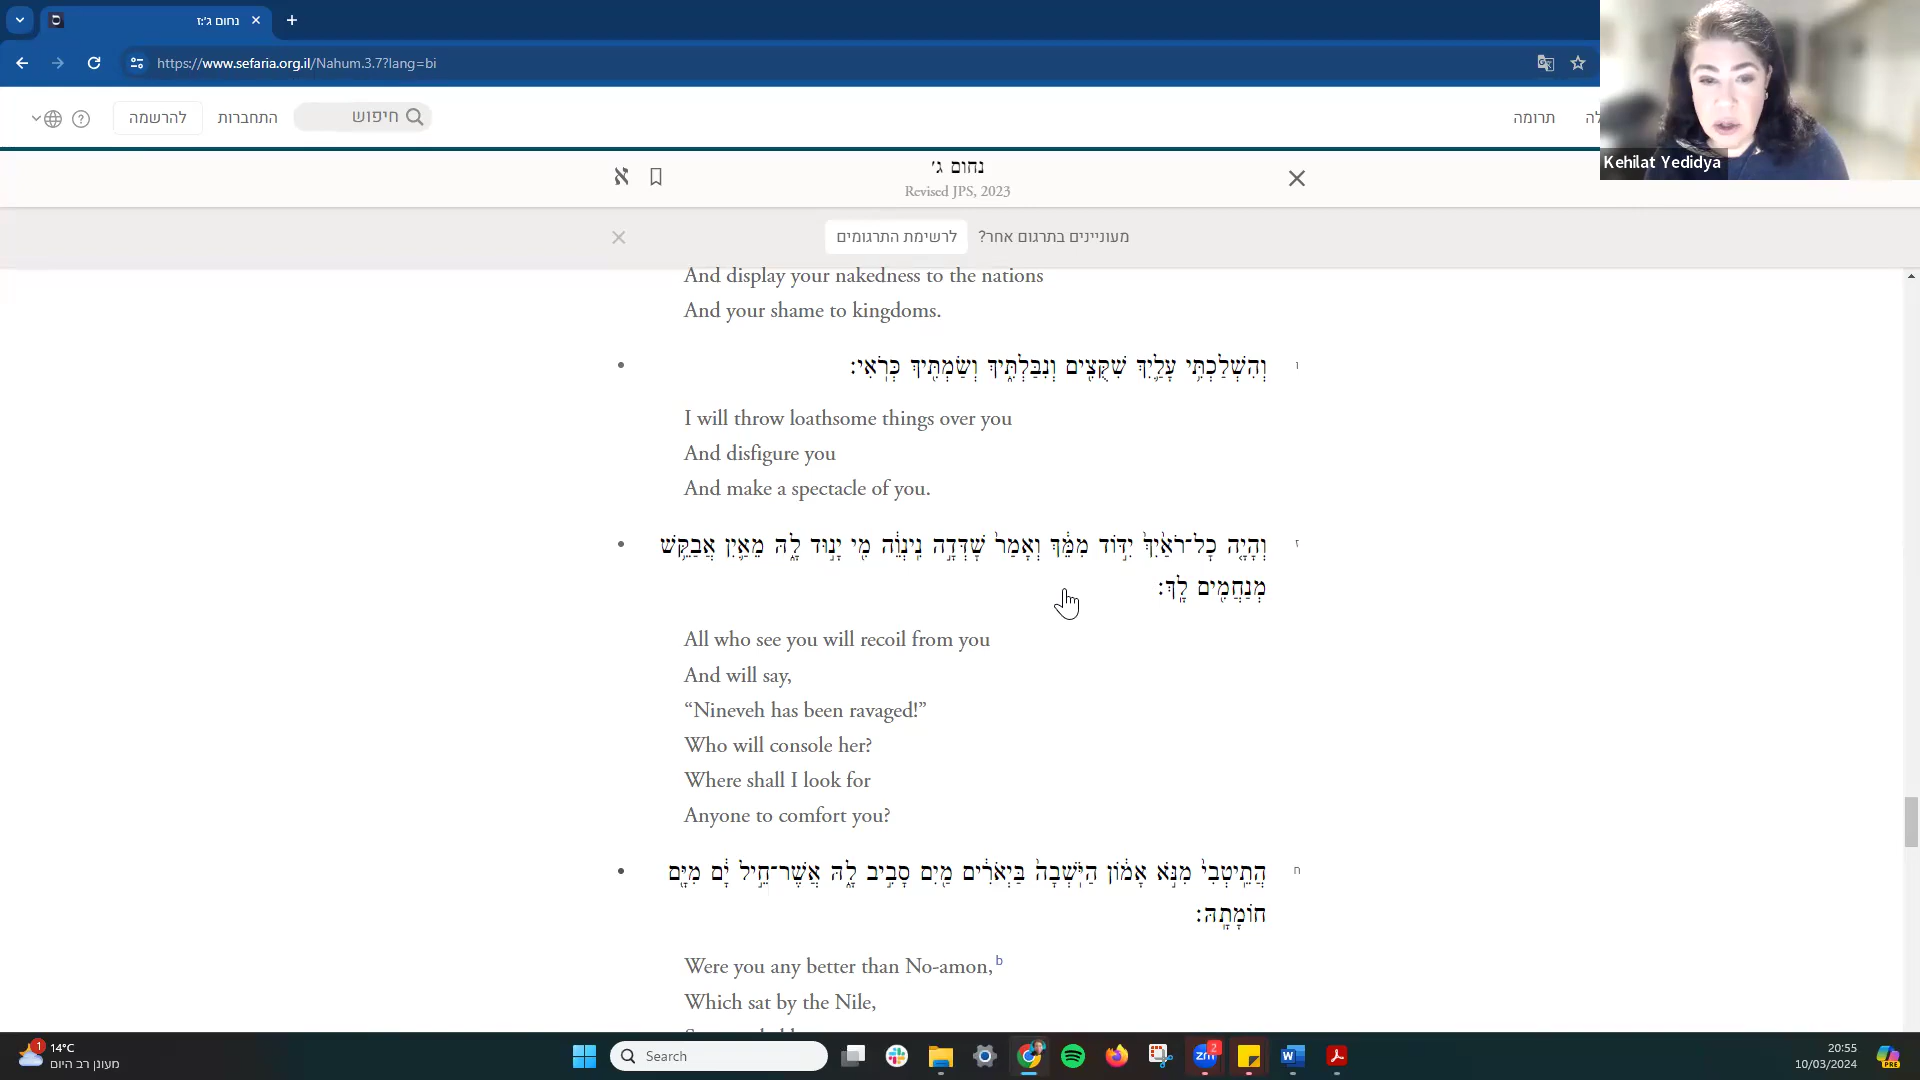 נחום ג׳:ז
https://www.sefaria.org.il/Nahum.3.7?lang=bi
להרשמה
התחברות
חיפוש
תרומה
Kehilat Yedidya
נחום ג׳
Revised JPS, 2023
מעוניינים בתרגום אחר?
לרשימת התרגומים
And display your nakedness to the nations
And your shame to kingdoms.
ו
וְהִשְׁלַכְתִּ֥י עָלַ֛יִךְ שִׁקֻּצִ֖ים וְנִבַּלְתִּ֑יךְ וְשַׂמְתִּ֖יךְ כְּרֹֽאִי׃
I will throw loathsome things over you
And disfigure you
And make a spectacle of you.
ז
וְהָיָ֤ה כׇל־רֹאַ֙יִךְ֙ יִדּ֣וֹד מִמֵּ֔ךְ וְאָמַר֙ שׇׁדְּדָ֣ה נִֽינְוֵ֔ה מִ֖י יָנ֣וּד לָ֑הּ מֵאַ֛יִן אֲבַקֵּ֥שׁ
מְנַחֲמִ֖ים לָֽךְ׃
All who see you will recoil from you
And will say,
“Nineveh has been ravaged!”
Who will console her?
Where shall I look for
Anyone to comfort you?
ח
הֲתֵֽיטְבִי֙ מִנֹּ֣א אָמ֔וֹן הַיֹּֽשְׁבָה֙ בַּיְאֹרִ֔ים מַ֖יִם סָבִ֣יב לָ֑הּ אֲשֶׁר־חֵ֣יל יָ֔ם מִיָּ֖ם
חוֹמָתָֽהּ׃
Were you any better than No-amon,b
Which sat by the Nile,
14°C
מעונן רב היום
Search
20:55
10/03/2024